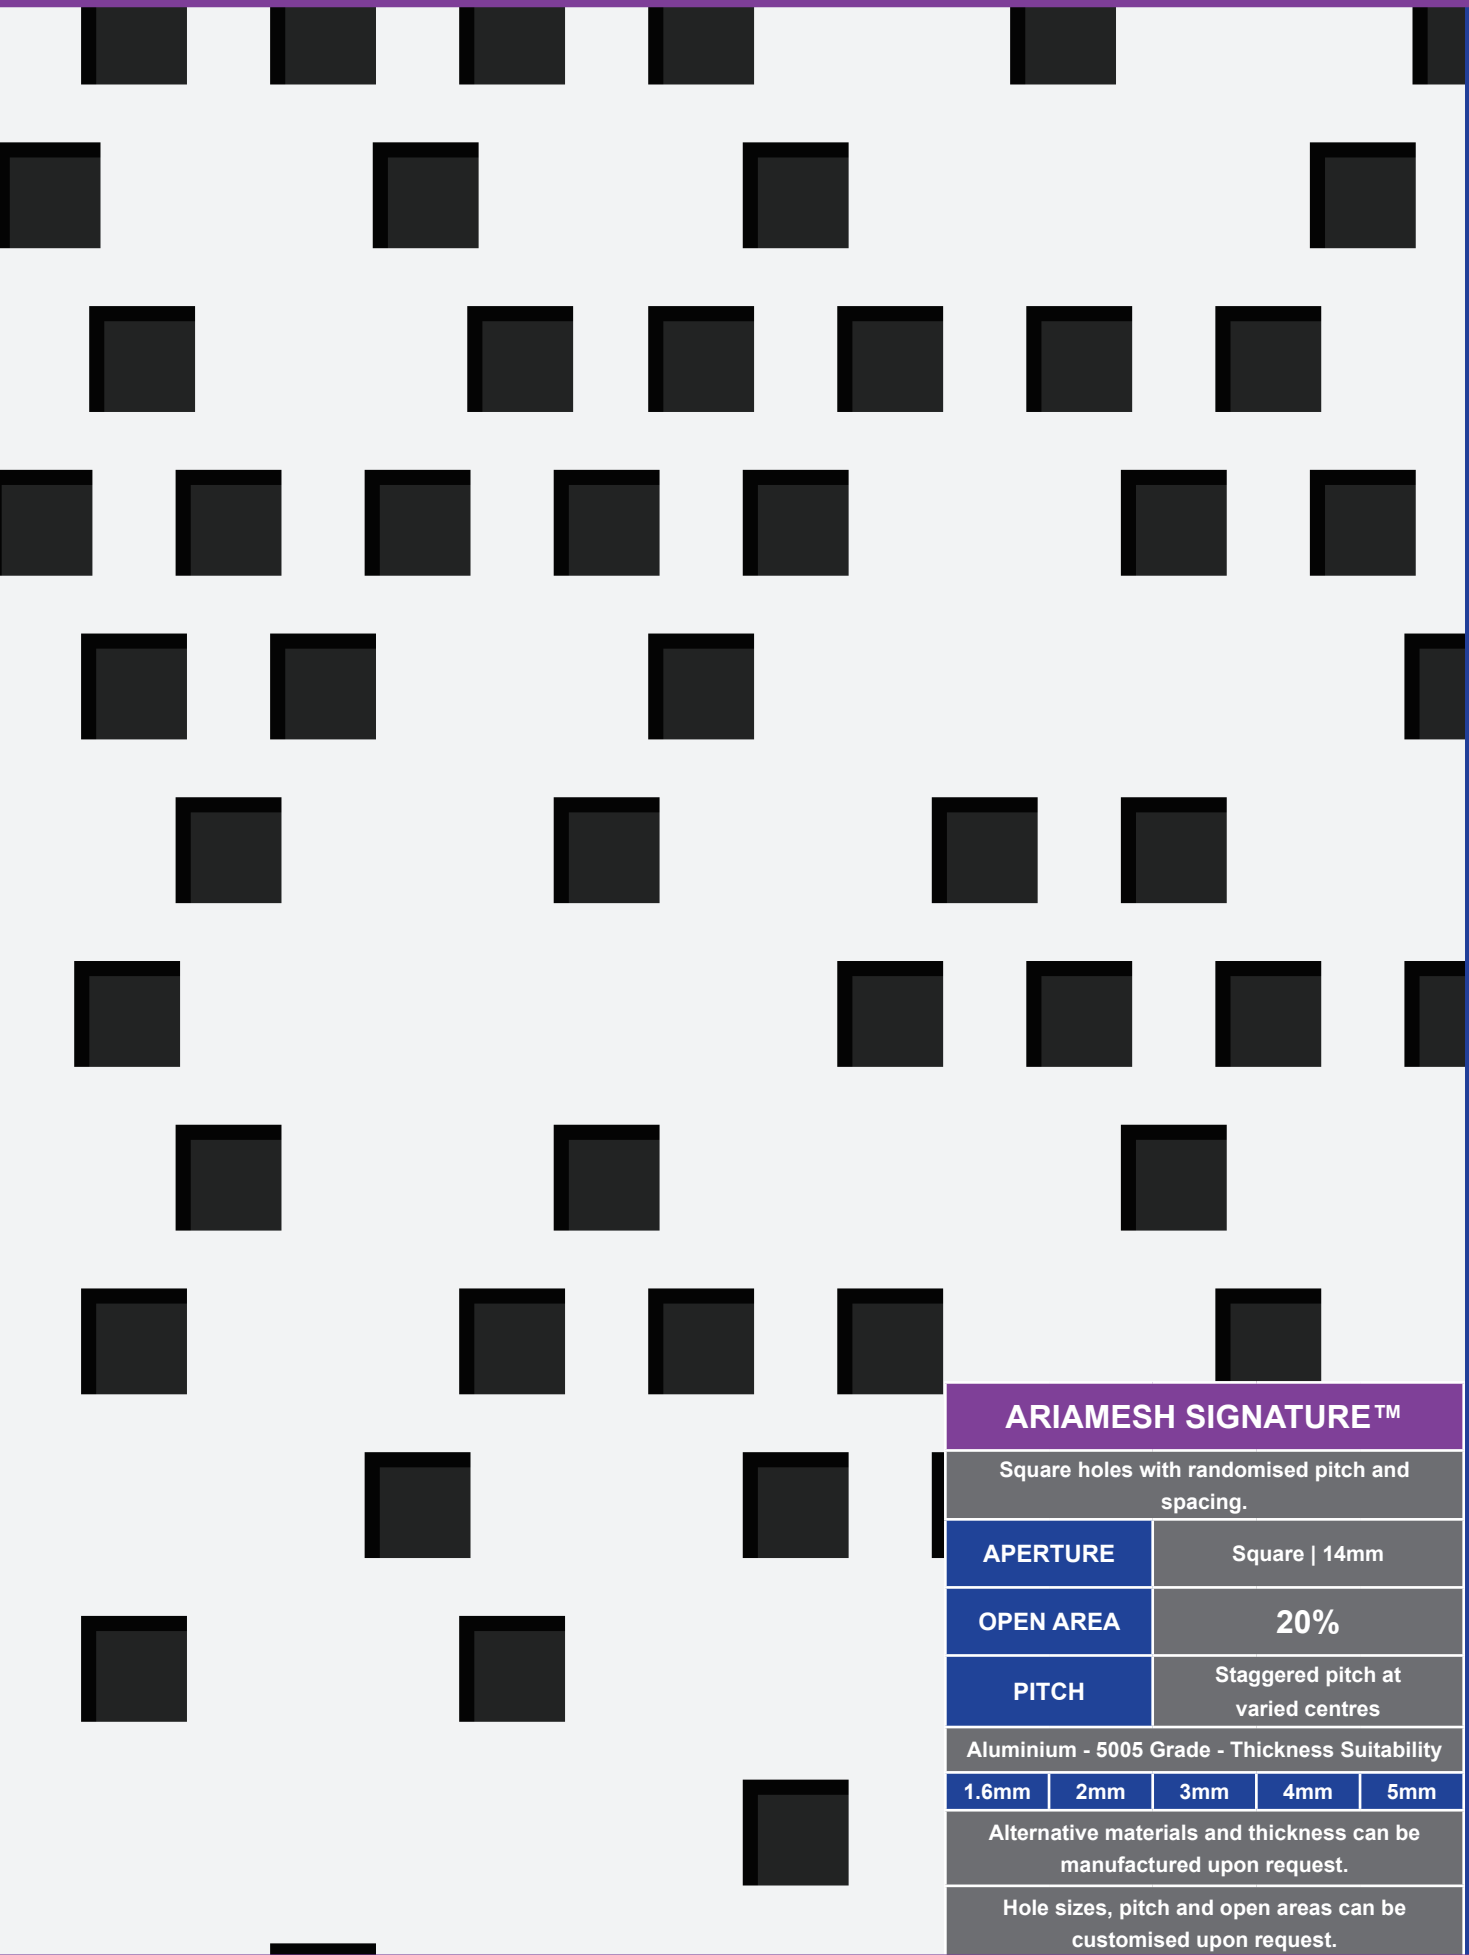 ARIAMESH SIGNATURE™
Square holes with randomised pitch and
spacing.
APERTURE
Square | 14mm
OPEN AREA
20%
PITCH
Staggered pitch at
varied centres
Aluminium - 5005 Grade - Thickness Suitability
1.6mm 2mm 3mm 4mm 5mm
Alternative materials and thickness can be
manufactured upon request.
Hole sizes, pitch and open areas can be
customised upon request.